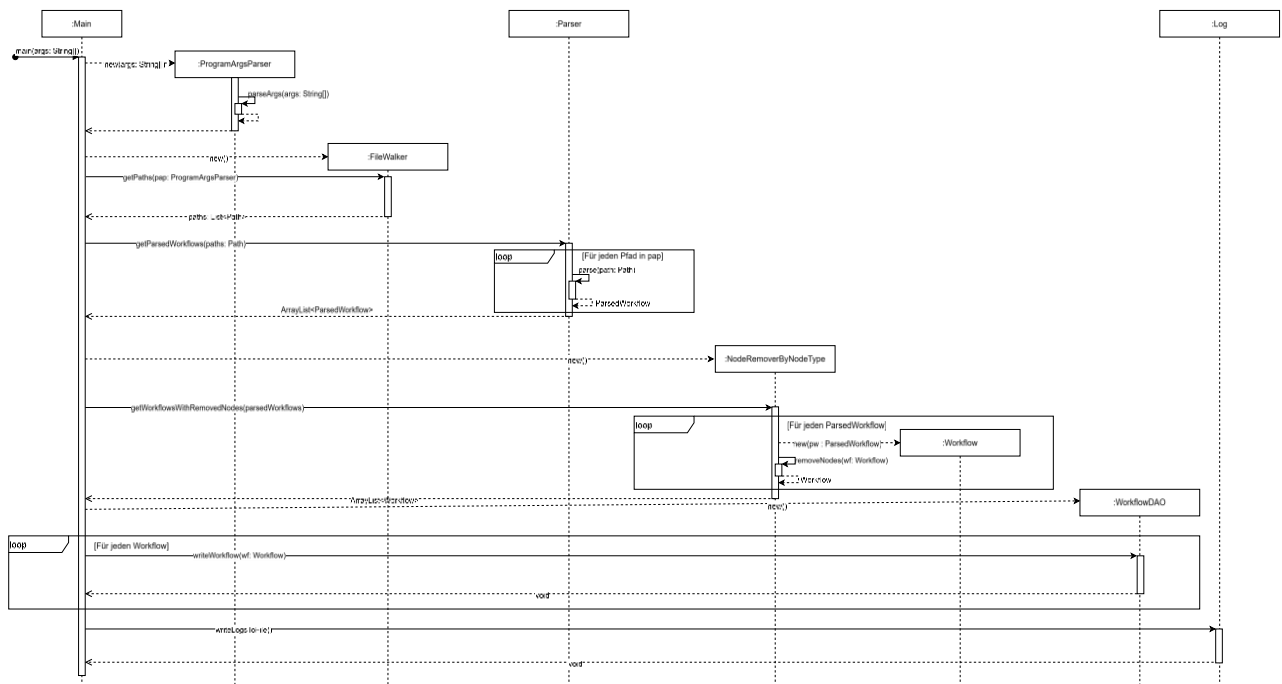 :Main
:Parser
:Log
main(args: String[])
new(args: String[])
:ProgramArgsParser
parseArgs(args: String[])
new()
:FileWalker
getPaths(pap: ProgramArgsParser)
paths: List<Path>
getParsedWorkflows(paths: Path)
loop
[Für jeden Pfad in pap]
parse(path: Path)
ParsedWorkflow
ArrayList<ParsedWorkflow>
new()
:NodeRemoverByNodeType
getWorkflowsWithRemovedNodes(parsedWorkflows)
loop
[Für jeden ParsedWorkflow]
new(pw : ParsedWorkflow)
:Workflow
removeNodes(wf: Workflow)
Workflow
ArrayList<Workflow>
new()
:WorkflowDAO
loop
[Für jeden Workflow]
writeWorkflow(wf: Workflow)
void
writeLogsToFile()
void